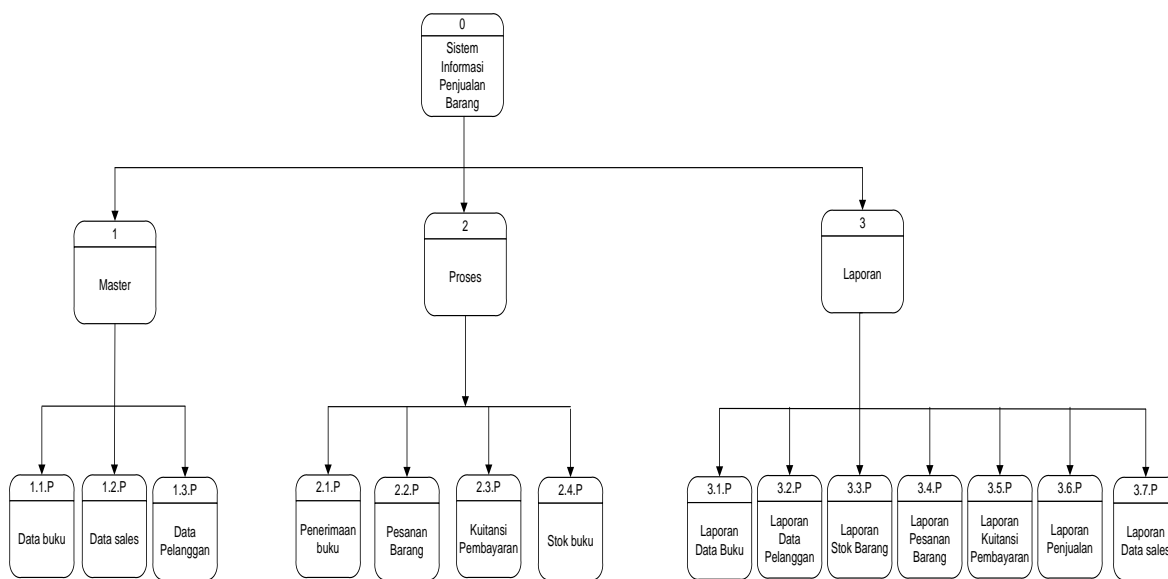 0
Sistem
Informasi
Penjualan
Barang
1
Master
2
Proses
3
Laporan
1.1.P
Data buku
1.2.P
Data sales
1.3.P
Data
Pelanggan
2.1.P
Penerimaan
buku
2.2.P
Pesanan
Barang
2.3.P
Kuitansi
Pembayaran
2.4.P
Stok buku
3.1.P
Laporan
Data Buku
3.2.P
Laporan
Data
Pelanggan
3.3.P
Laporan
Stok Barang
3.4.P
Laporan
Pesanan
Barang
3.5.P
Laporan
Kuitansi
Pembayaran
3.6.P
Laporan
Penjualan
3.7.P
Laporan
Data sales